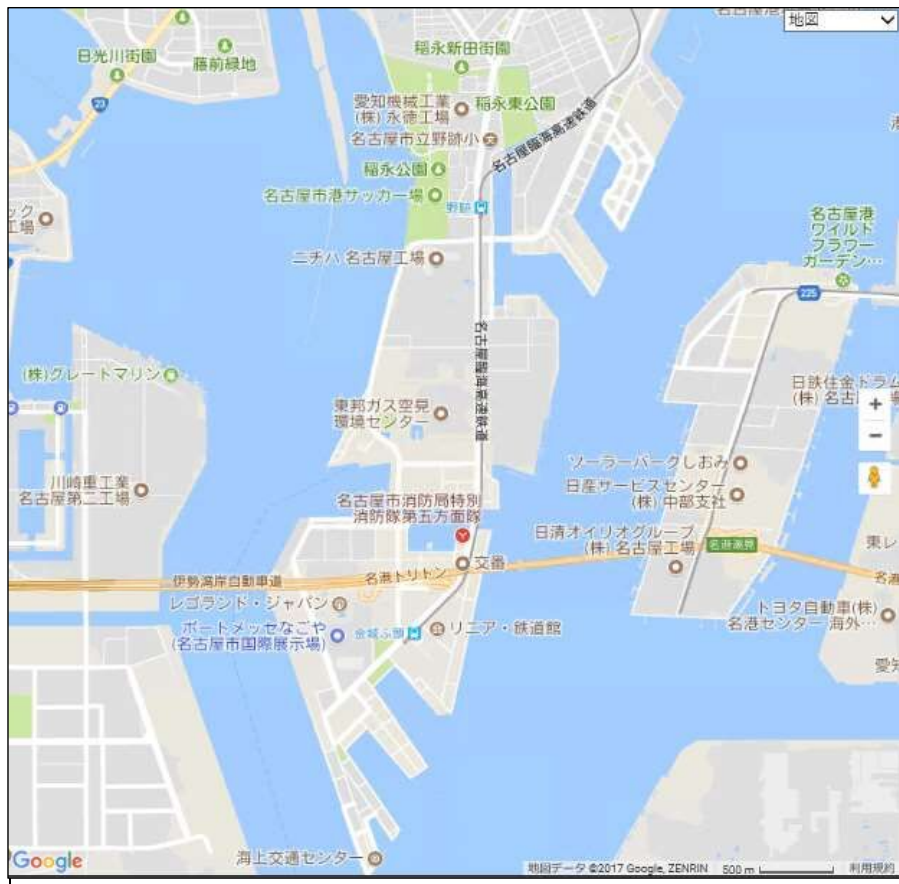 地図
稲永新田街園
日光川街園
藤前緑地
23
愛知機械工業
(株) 永徳工場
稲永東公園
名古屋市立野跡小
名古屋臨海高速鉄道
稲永公園
名古屋市港サッカー場
野跡
ック
工場
名古屋港
ワイルド
フラワー
ガーデン…
ニチハ 名古屋工場
225
名古屋臨海高速鉄道
(株)グレートマリン
日鉄住金ドラム
(株) 名古
東邦ガス空見
環境センター
+
−
ソーラーパークしおみ
川崎重工業
名古屋第二工場
日産サービスセンター
(株) 中部支社
名古屋市消防局特別
消防隊第五方面隊
日清オイリオグループ
(株) 名古屋工場
名港潮見
東レ
交番
伊勢湾岸自動車道
名港トリトン
名港
レゴランド・ジャパン
トヨタ自動車(株)
名港センター 海外…
ポートメッセなごや
(名古屋市国際展示場)
金城ふ頭
リニア・鉄道館
愛知
海上交通センター
Google
地図データ ©2017 Google, ZENRIN
500 m
利用規約